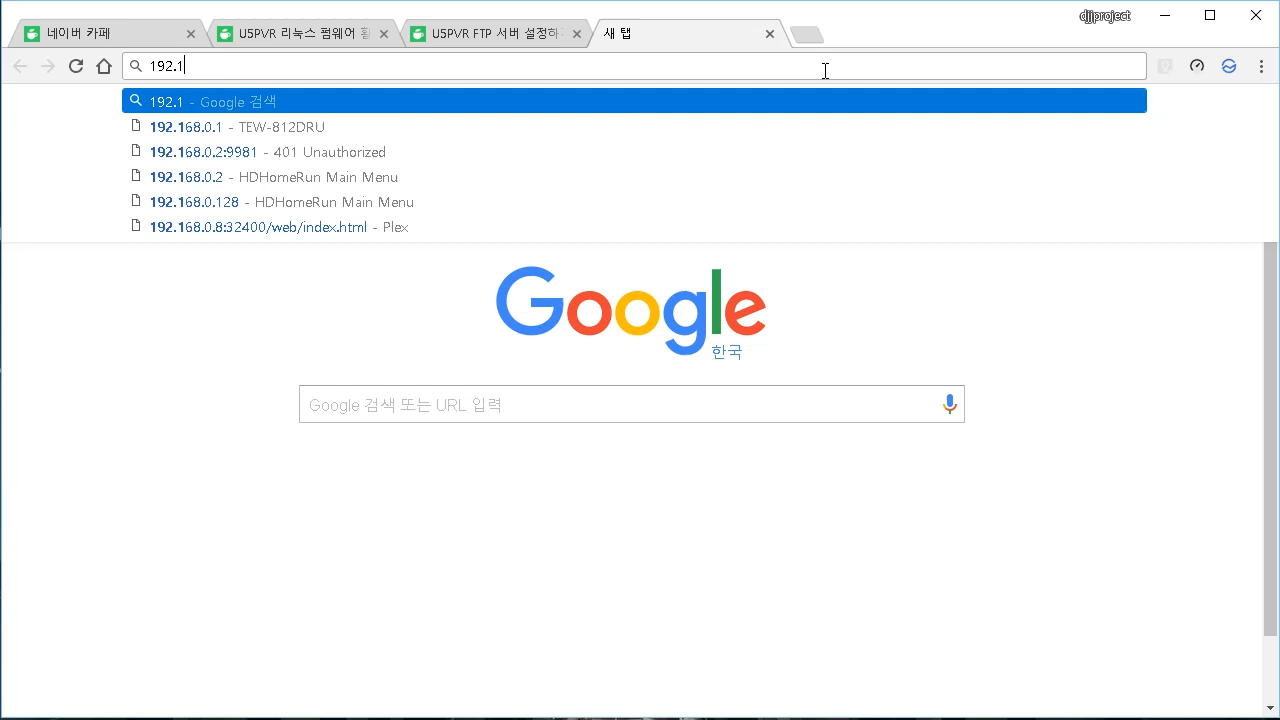 djjproject
네이버 카페
U5PVR 리눅스 펌웨어
U5PVR FTP 서버 설정하
새 탭
192.1
192.1 - Google 검색
192.168.0.1 - TEW-812DRU
192.168.0.2:9981 - 401 Unauthorized
192.168.0.2 - HDHomeRun Main Menu
192.168.0.128 - HDHomeRun Main Menu
192.168.0.8:32400/web/index.html - Plex
Google
한국
Google 검색 또는 URL 입력